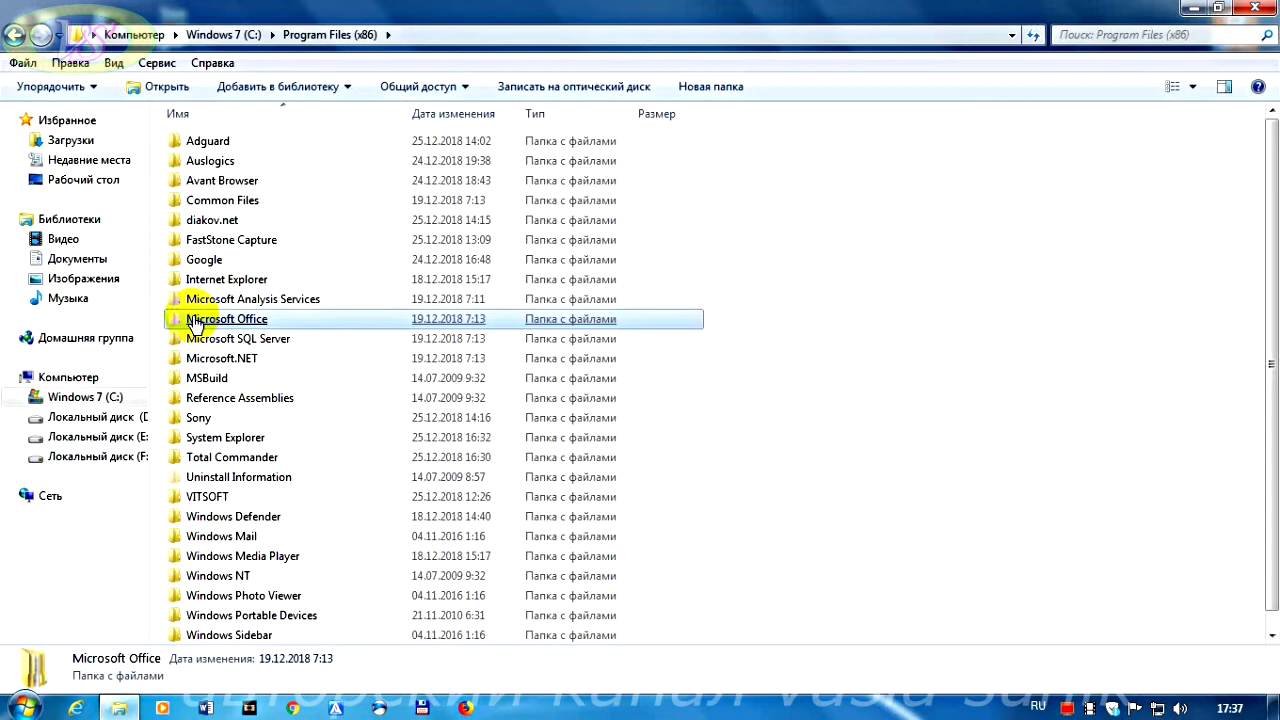 Компьютер ▸ Windows 7 (C:) ▸ Program Files (x86) ▸
Поиск: Program Files (x86)
Файл Правка Вид Сервис Справка
Упорядочить Открыть Добавить в библиотеку Общий доступ Записать на оптический диск Новая папка
Имя Дата изменения Тип Размер
Избранное
Загрузки
Недавние места
Рабочий стол
Библиотеки
Видео
Документы
Изображения
Музыка
Домашняя группа
Компьютер
Windows 7 (C:)
Локальный диск (D
Локальный диск (E:
Локальный диск (F:
Сеть
Adguard 25.12.2018 14:02 Папка с файлами
Auslogics 24.12.2018 19:38 Папка с файлами
Avant Browser 24.12.2018 18:43 Папка с файлами
Common Files 19.12.2018 7:13 Папка с файлами
diakov.net 25.12.2018 14:15 Папка с файлами
FastStone Capture 25.12.2018 13:09 Папка с файлами
Google 24.12.2018 16:48 Папка с файлами
Internet Explorer 18.12.2018 15:17 Папка с файлами
Microsoft Analysis Services 19.12.2018 7:11 Папка с файлами
Microsoft Office 19.12.2018 7:13 Папка с файлами
Microsoft SQL Server 19.12.2018 7:13 Папка с файлами
Microsoft.NET 19.12.2018 7:13 Папка с файлами
MSBuild 14.07.2009 9:32 Папка с файлами
Reference Assemblies 14.07.2009 9:32 Папка с файлами
Sony 25.12.2018 14:16 Папка с файлами
System Explorer 25.12.2018 16:32 Папка с файлами
Total Commander 25.12.2018 16:30 Папка с файлами
Uninstall Information 14.07.2009 8:57 Папка с файлами
VITSOFT 25.12.2018 12:26 Папка с файлами
Windows Defender 18.12.2018 14:40 Папка с файлами
Windows Mail 04.11.2016 1:16 Папка с файлами
Windows Media Player 18.12.2018 15:17 Папка с файлами
Windows NT 14.07.2009 9:32 Папка с файлами
Windows Photo Viewer 04.11.2016 1:16 Папка с файлами
Windows Portable Devices 21.11.2010 6:31 Папка с файлами
Windows Sidebar 04.11.2016 1:16 Папка с файлами
Microsoft Office Дата изменения: 19.12.2018 7:13
Папка с файлами
авторский канал vasia sanik
RU 17:37